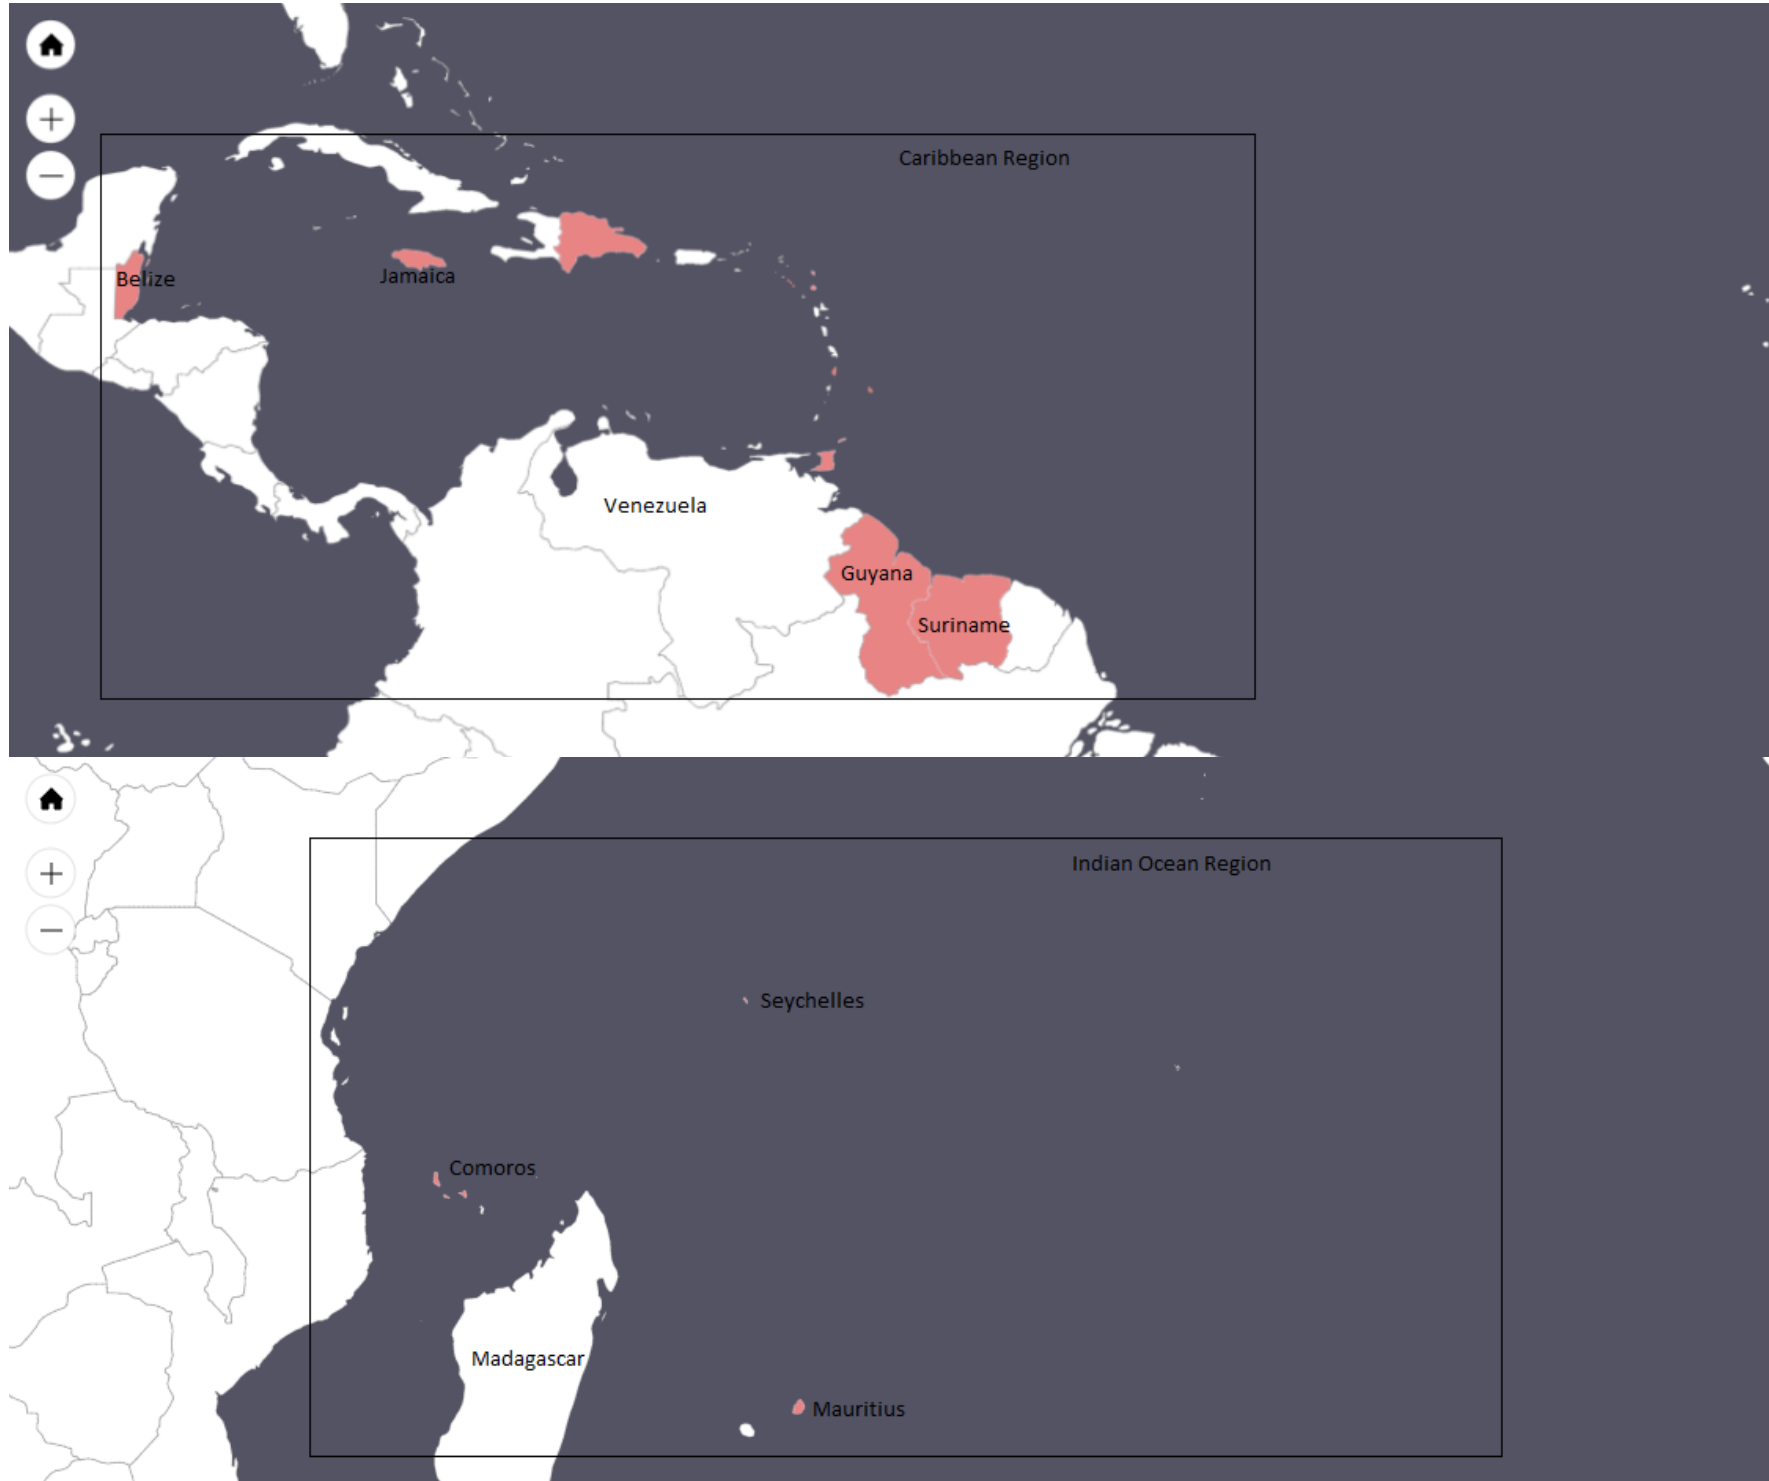 Caribbean Region
Belize
Jamaica
Venezuela
Guyana
Suriname
Indian Ocean Region
Seychelles
Comoros
Madagascar
Mauritius